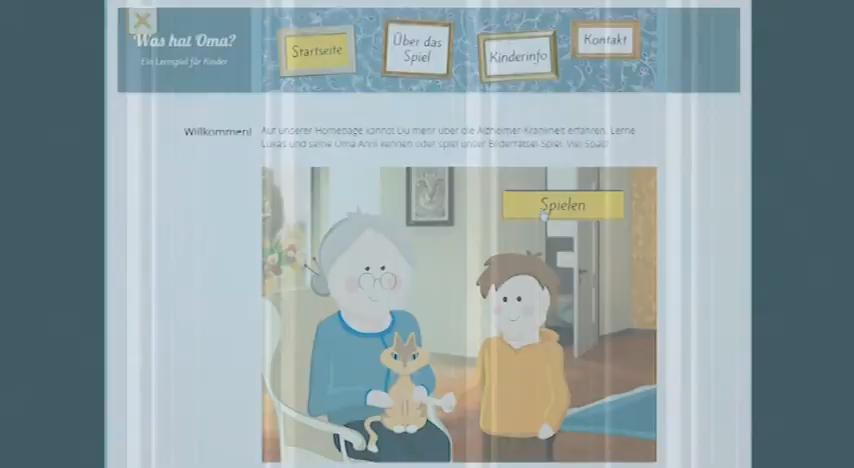 Was hat Oma?
Ein Lernspiel für Kinder
Startseite
Über das
Spiel
Kinderinfo
Kontakt
Willkommen!
Auf unserer Homepage kannst Du mehr über die Alzheimer-Krankheit erfahren. Lerne
Lukas und seine Oma Anni kennen oder spiel unser Bilderrätsel-Spiel. Viel Spaß!
Spielen